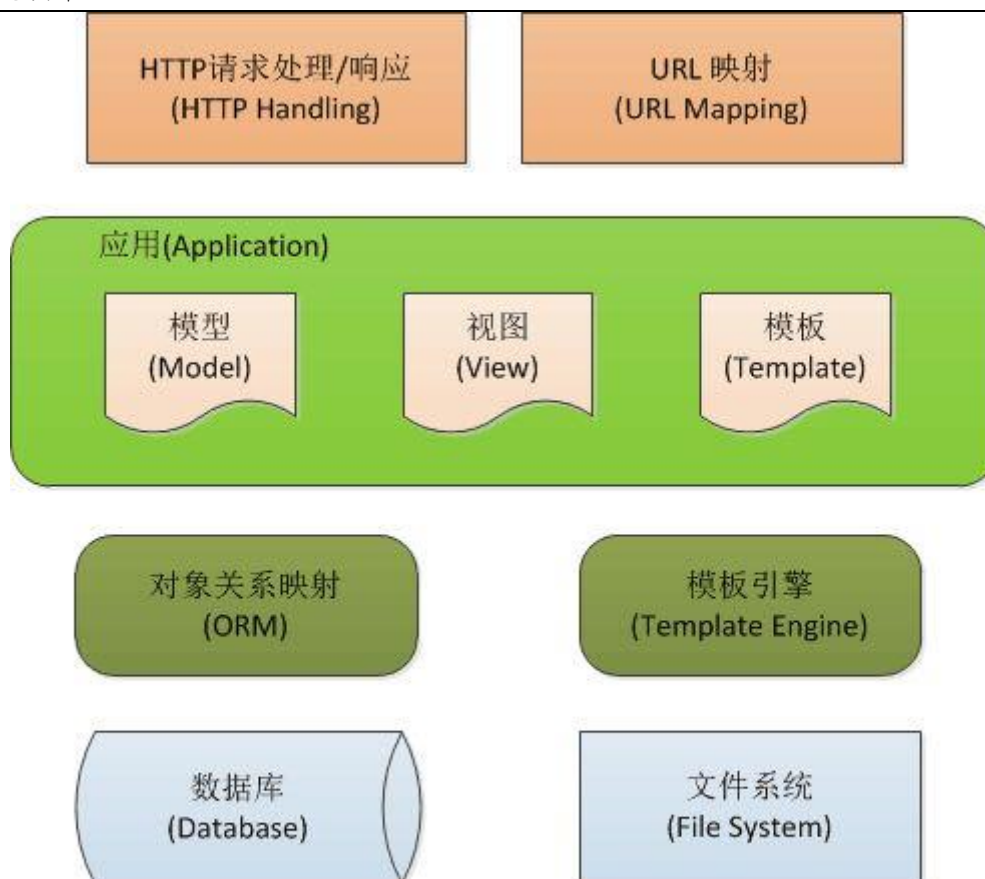 HTTP请求处理/响应
(HTTP Handling)
URL 映射
(URL Mapping)
应用(Application)
模型
(Model)
视图
(View)
模板
(Template)
对象关系映射
(ORM)
模板引擎
(Template Engine)
数据库
(Database)
文件系统
(File System)